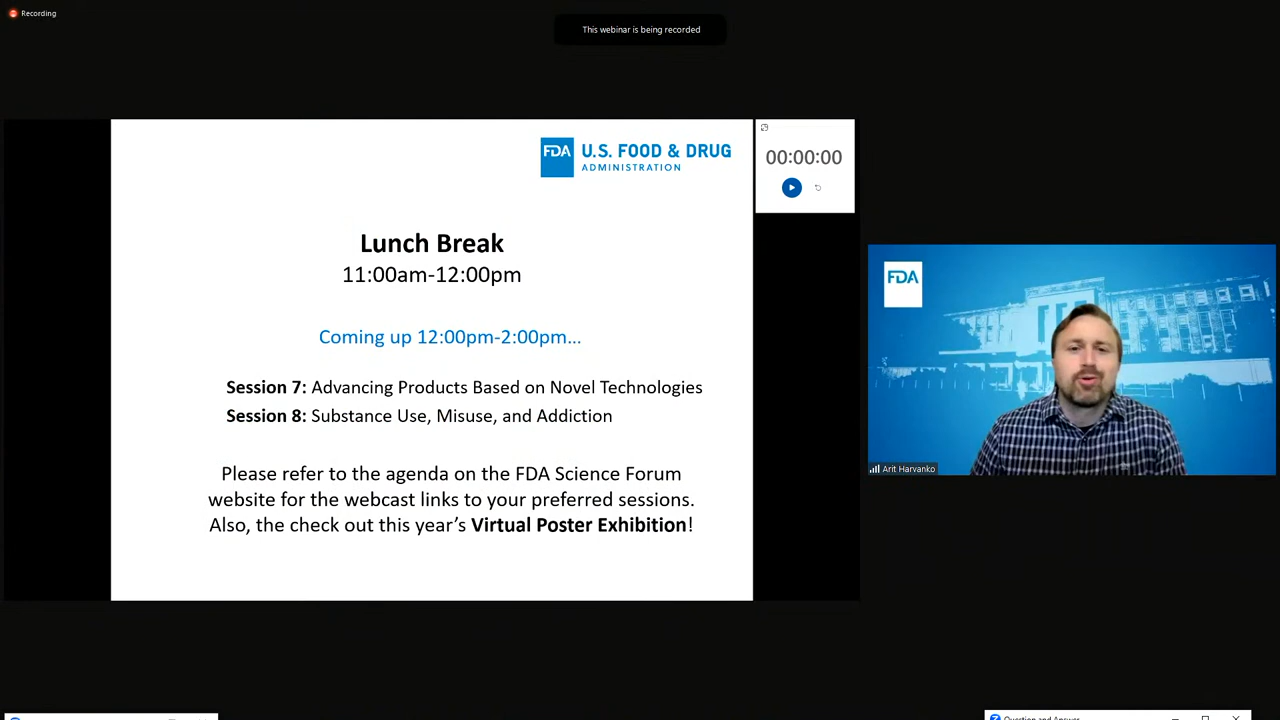 Recording
This webinar is being recorded
FDA U.S. FOOD & DRUG
ADMINISTRATION
00:00:00
Lunch Break
11:00am-12:00pm
Coming up 12:00pm-2:00pm...
Session 7: Advancing Products Based on Novel Technologies
Session 8: Substance Use, Misuse, and Addiction
Please refer to the agenda on the FDA Science Forum
website for the webcast links to your preferred sessions.
Also, the check out this year's Virtual Poster Exhibition!
FDA
Arit Harvanko
Question and Answer